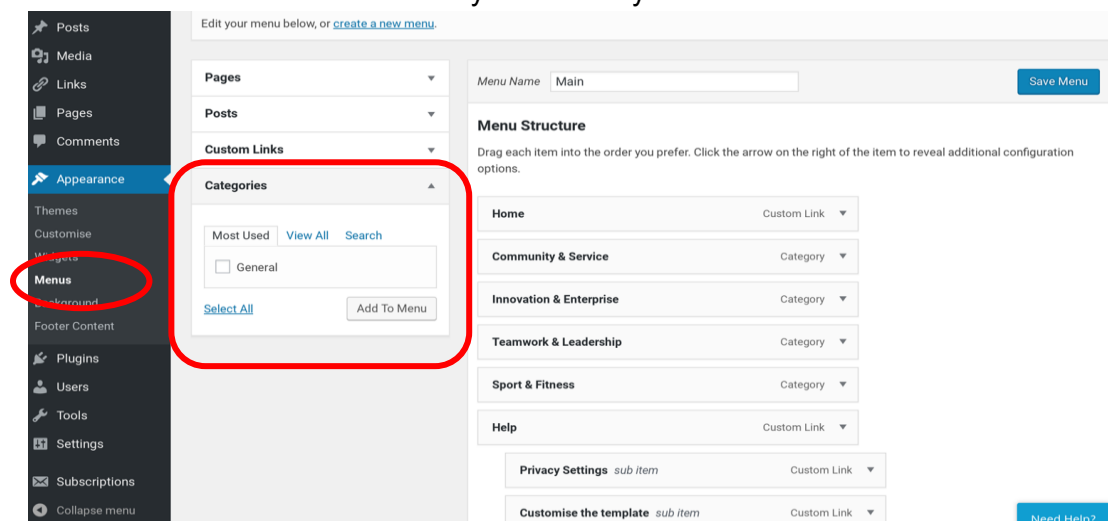 Posts
Media
Links
Pages
Comments
Appearance
Themes
Customise
Widgets
Menus
Background
Footer Content
Plugins
Users
Tools
Settings
Subscriptions
Collapse menu
Edit your menu below, or create a new menu.
Pages
Posts
Custom Links
Categories
Most Used View All Search
General
Select All Add To Menu
Menu Name Main Save Menu
Menu Structure
Drag each item into the order you prefer. Click the arrow on the right of the item to reveal additional configuration
options.
Home Custom Link
Community & Service Category
Innovation & Enterprise Category
Teamwork & Leadership Category
Sport & Fitness Category
Help Custom Link
Privacy Settings sub item Custom Link
Customise the template sub item Custom Link
Need Help?